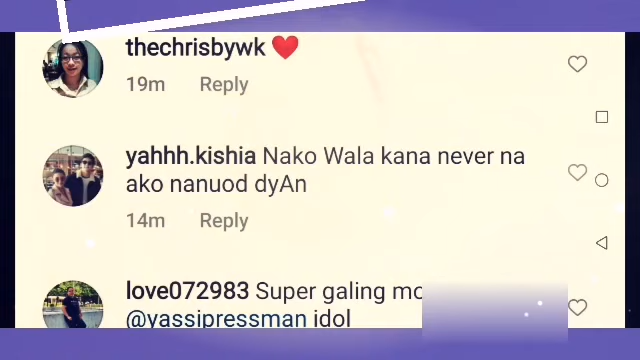 thechrisbywk ❤️
19m Reply
yahhh.kishia Nako Wala kana never na
ako nanuod dyAn
14m Reply
love072983 Super galing
@yassipressman idol